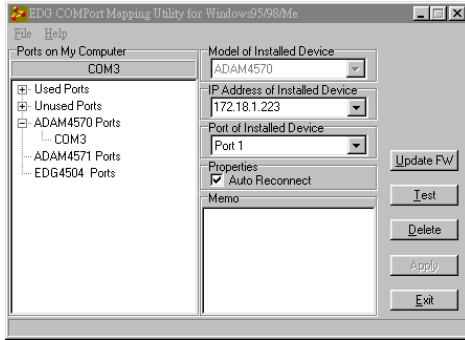 EDG COMPort Mapping Utility for Windows95/98/Me
File Help
Ports on My Computer
COM3
Used Ports
Unused Ports
ADAM4570 Ports
COM3
ADAM4571 Ports
EDG4504 Ports
Model of Installed Device
ADAM4570
IP Address of Installed Device
172.18.1.223
Port of Installed Device
Port 1
Properties
Auto Reconnect
Memo
Update FW
Test
Delete
Apply
Exit